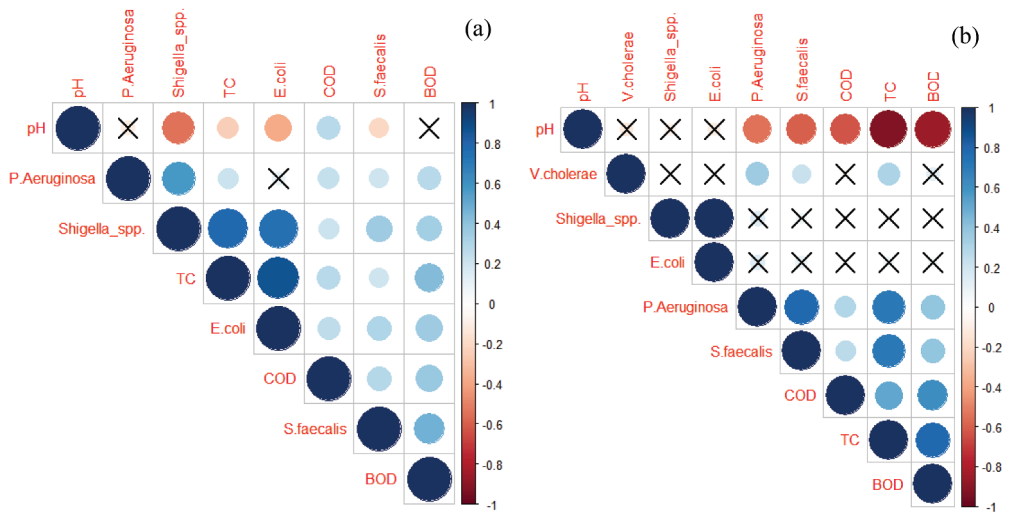 (a)
pH
P.Aeruginosa
Shigella_spp.
TC
E.coli
COD
S.faecalis
BOD
pH
P.Aeruginosa
Shigella_spp.
TC
E.coli
COD
S.faecalis
BOD
1
0.8
0.6
0.4
0.2
0
-0.2
-0.4
-0.6
-0.8
-1
(b)
pH
V.cholerae
Shigella_spp.
E.coli
P.Aeruginosa
S.faecalis
COD
TC
BOD
pH
V.cholerae
Shigella_spp.
E.coli
P.Aeruginosa
S.faecalis
COD
TC
BOD
1
0.8
0.6
0.4
0.2
0
-0.2
-0.4
-0.6
-0.8
-1